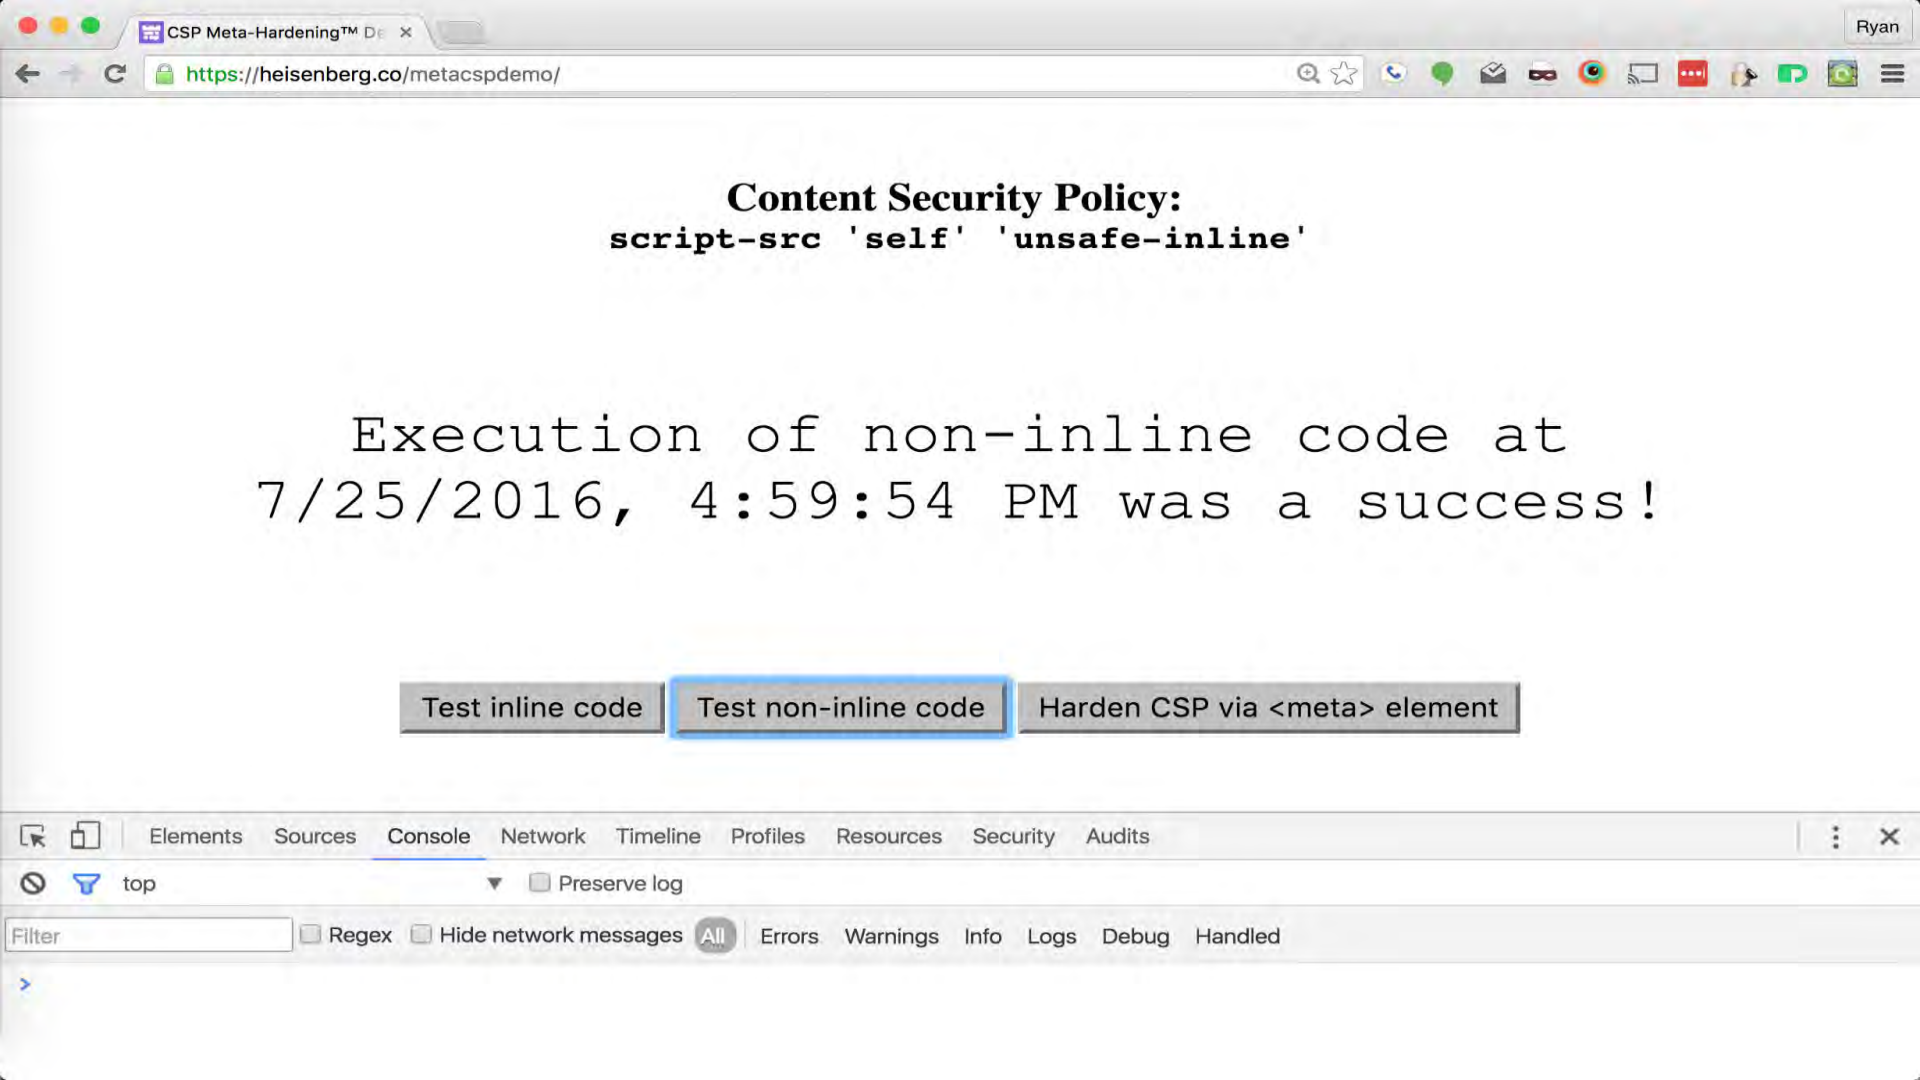 CSP Meta-Hardening™ De
Ryan
https://heisenberg.co/metacspdemo/
Content Security Policy:
script-src 'self' 'unsafe-inline'
Execution of non-inline code at
7/25/2016, 4:59:54 PM was a success!
Test inline code Test non-inline code Harden CSP via <meta> element
Elements Sources Console Network Timeline Profiles Resources Security Audits
top Preserve log
Filter Regex Hide network messages All Errors Warnings Info Logs Debug Handled
>